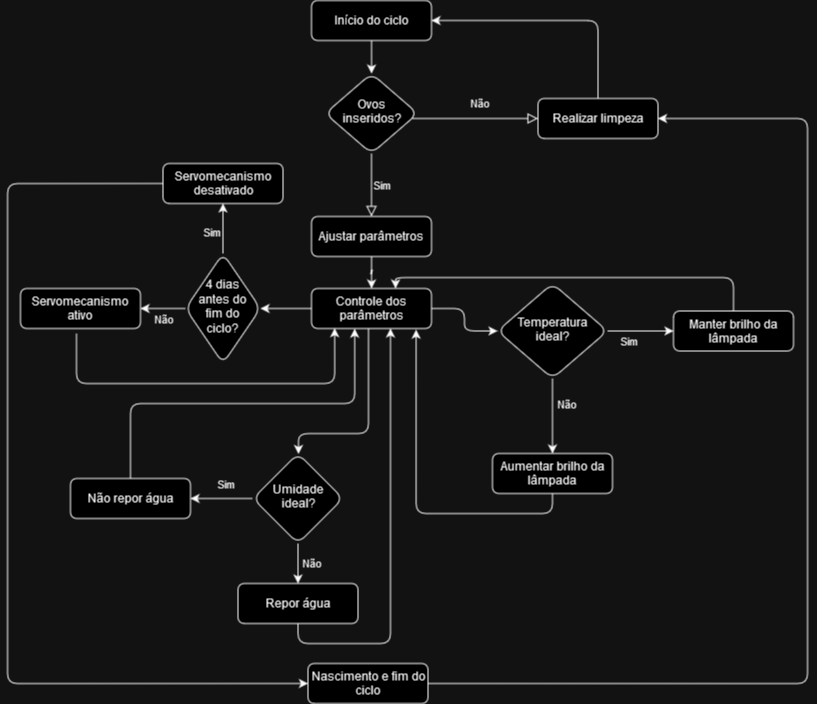 Início do ciclo
Ovos
inseridos?
Não
Realizar limpeza
Servomecanismo
desativado
Sim
Sim
Ajustar parâmetros
4 dias
antes do
fim do
ciclo?
Servomecanismo
ativo
Não
Controle dos
parâmetros
Temperatura
ideal?
Sim
Manter brilho da
lâmpada
Não
Aumentar brilho da
lâmpada
Não repor água
Sim
Umidade
ideal?
Não
Repor água
Nascimento e fim do
ciclo